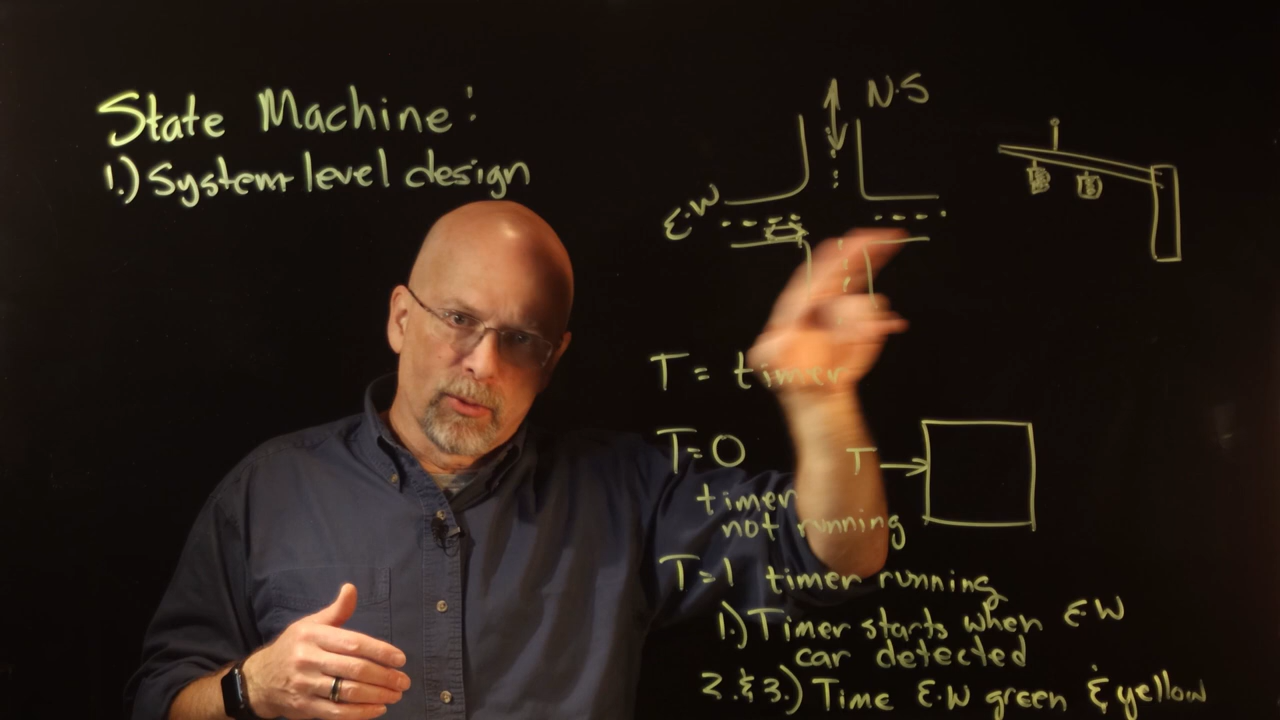 State Machine:
1.) System level design
N·S
E·W
T = timer
T=0
timer
not running
T
T=1 timer running
1.) Timer starts when E·W
car detected
2.&3.) Time E·W green & yellow